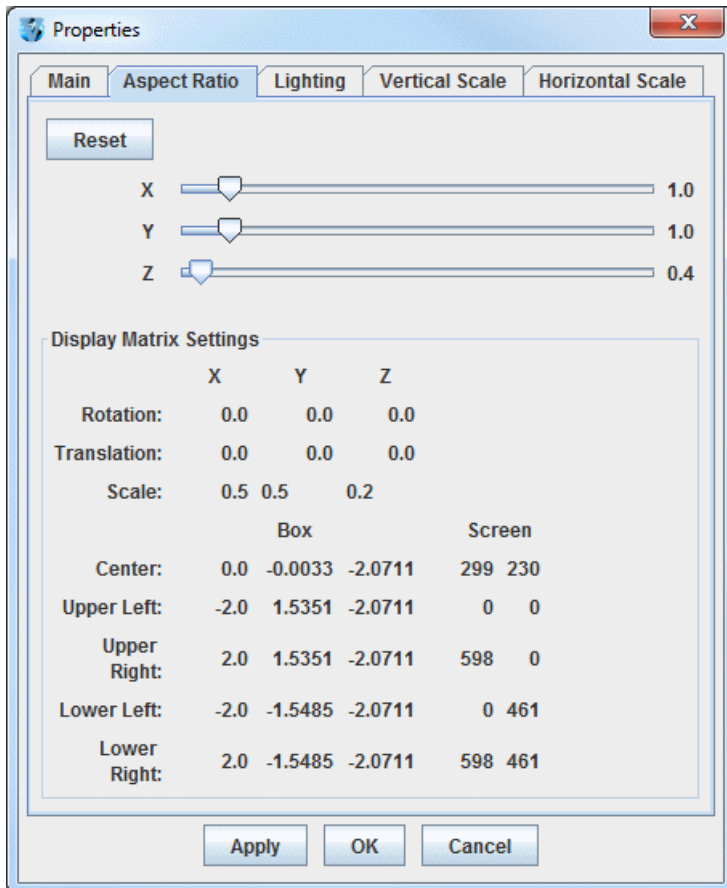 Properties
Main Aspect Ratio Lighting Vertical Scale Horizontal Scale
Reset
X 1.0
Y 1.0
Z 0.4
Display Matrix Settings
X Y Z
Rotation: 0.0 0.0 0.0
Translation: 0.0 0.0 0.0
Scale: 0.5 0.5 0.2
Box Screen
Center: 0.0 -0.0033 -2.0711 299 230
Upper Left: -2.0 1.5351 -2.0711 0 0
Upper
Right: 2.0 1.5351 -2.0711 598 0
Lower Left: -2.0 -1.5485 -2.0711 0 461
Lower
Right: 2.0 -1.5485 -2.0711 598 461
Apply OK Cancel